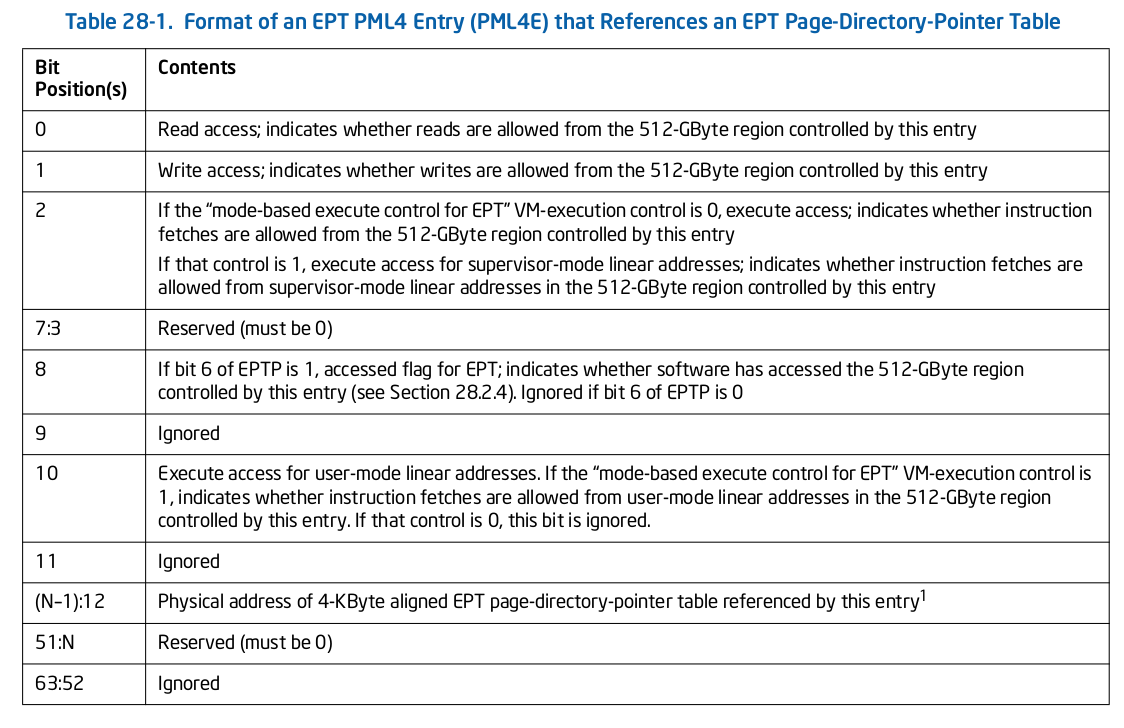 Table 28-1. Format of an EPT PML4 Entry (PML4E) that References an EPT Page-Directory-Pointer Table
Bit Position(s) Contents
0 Read access; indicates whether reads are allowed from the 512-GByte region controlled by this entry
1 Write access; indicates whether writes are allowed from the 512-GByte region controlled by this entry
2 If the “mode-based execute control for EPT” VM-execution control is 0, execute access; indicates whether instruction
fetches are allowed from the 512-GByte region controlled by this entry
If that control is 1, execute access for supervisor-mode linear addresses; indicates whether instruction fetches are
allowed from supervisor-mode linear addresses in the 512-GByte region controlled by this entry
7:3 Reserved (must be 0)
8 If bit 6 of EPTP is 1, accessed flag for EPT; indicates whether software has accessed the 512-GByte region
controlled by this entry (see Section 28.2.4). Ignored if bit 6 of EPTP is 0
9 Ignored
10 Execute access for user-mode linear addresses. If the “mode-based execute control for EPT” VM-execution control is
1, indicates whether instruction fetches are allowed from user-mode linear addresses in the 512-GByte region
controlled by this entry. If that control is 0, this bit is ignored.
11 Ignored
(N–1):12 Physical address of 4-KByte aligned EPT page-directory-pointer table referenced by this entry1
51:N Reserved (must be 0)
63:52 Ignored